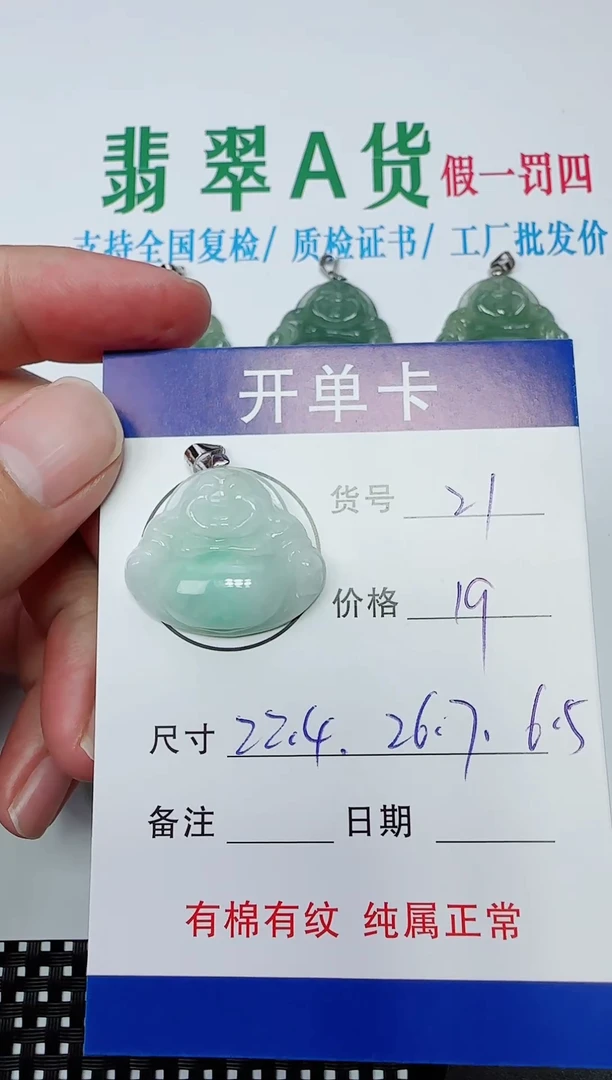 翡翠A货 假一罚四
支持全国复检/ 质检证书/ 工厂批发价
开单卡
货号 21
价格 19
尺寸 22.4. 26.7. 6.5
备注 日期
有棉有纹 纯属正常